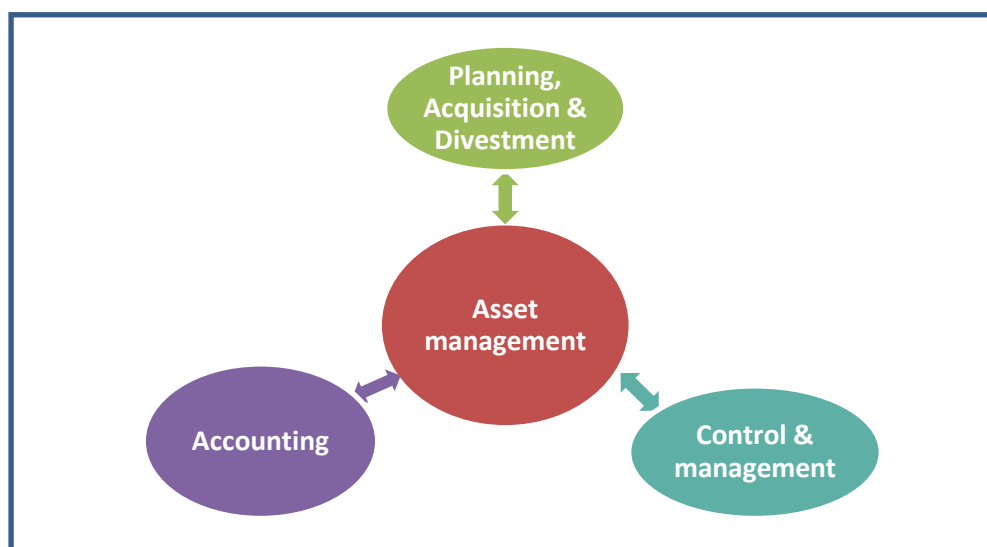 Planning,
Acquisition &
Divestment
Asset
management
Accounting
Control &
management